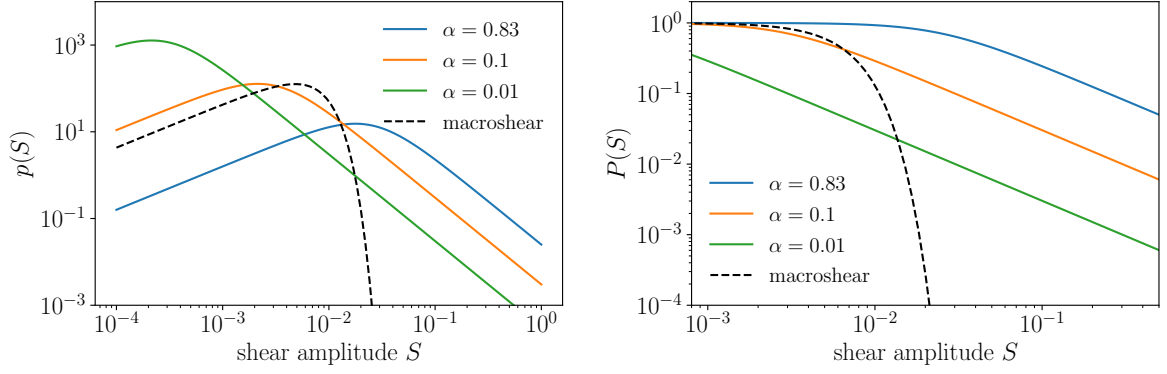 10^3
10^1
10^{-1}
10^{-3}
p(S)
α = 0.83
α = 0.1
α = 0.01
macroshear
10^{-4} 10^{-3} 10^{-2} 10^{-1} 10^0
shear amplitude S
10^0
10^{-1}
10^{-2}
10^{-3}
10^{-4}
P(S)
α = 0.83
α = 0.1
α = 0.01
macroshear
10^{-3} 10^{-2} 10^{-1}
shear amplitude S